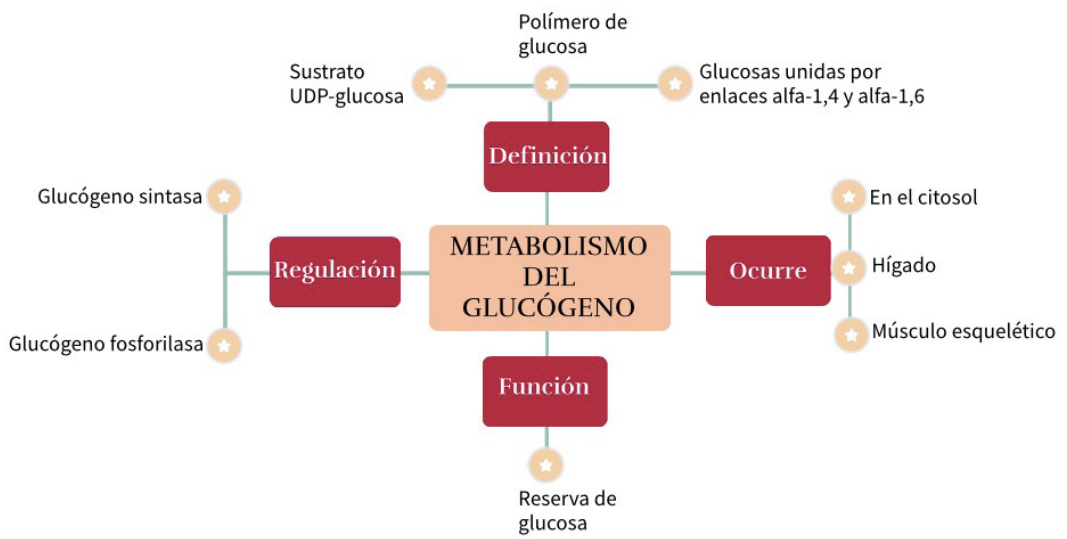 Polímero de
glucosa
Sustrato
UDP-glucosa
Glucosas unidas por
enlaces alfa-1,4 y alfa-1,6
Definición
Glucógeno sintasa
En el citosol
Regulación
METABOLISMO
DEL
GLUCÓGENO
Ocurre
Hígado
Glucógeno fosforilasa
Músculo esquelético
Función
Reserva de
glucosa